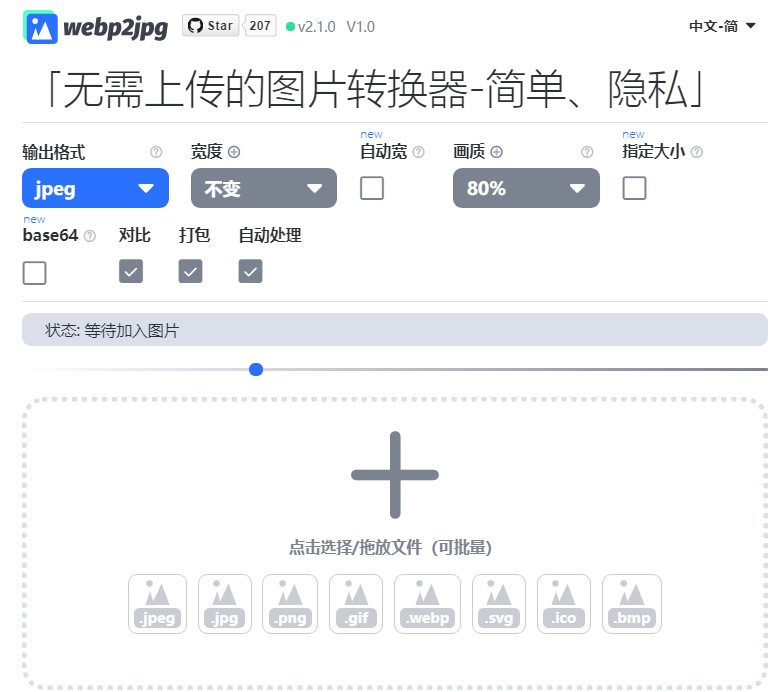 webp2jpg Star 207 v2.1.0 V1.0 中文-简
「无需上传的图片转换器-简单、隐私」
new new
输出格式 宽度 自动宽 画质 指定大小
jpeg 不变 80%
new
base64 对比 打包 自动处理
状态: 等待加入图片
点击选择/拖放文件 (可批量)
.jpeg .jpg .png .gif .webp .svg .ico .bmp